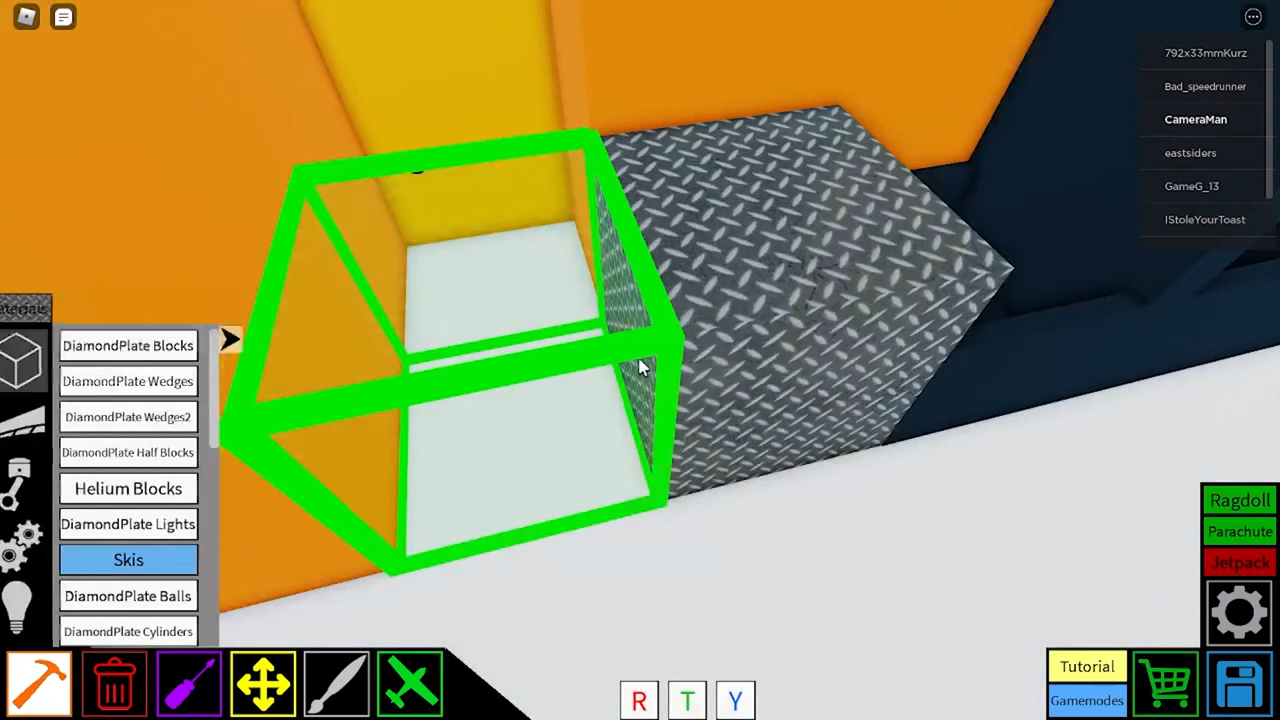 792x33mmKurz
Bad_speedrunner
CameraMan
eastsiders
GameG_13
IStoleYourToast
aterials
DiamondPlate Blocks
DiamondPlate Wedges
DiamondPlate Wedges2
DiamondPlate Half Blocks
Helium Blocks
DiamondPlate Lights
Skis
DiamondPlate Balls
DiamondPlate Cylinders
Ragdoll
Parachute
Jetpack
R T Y
Tutorial
Gamemodes